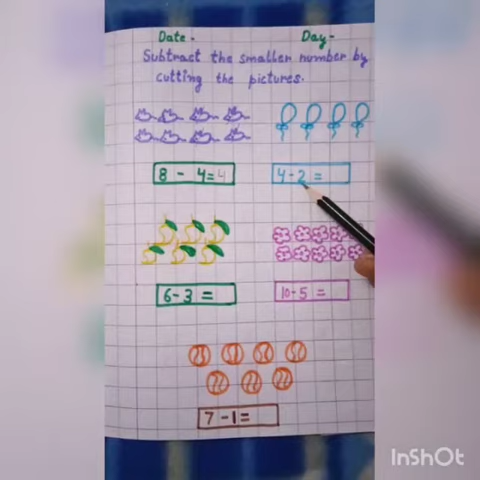 Date - Day -
Subtract the smaller number by
cutting the pictures.
8 - 4 = 4
4 - 2 =
6 - 3 =
10 - 5 =
7 - 1 =
InShOt